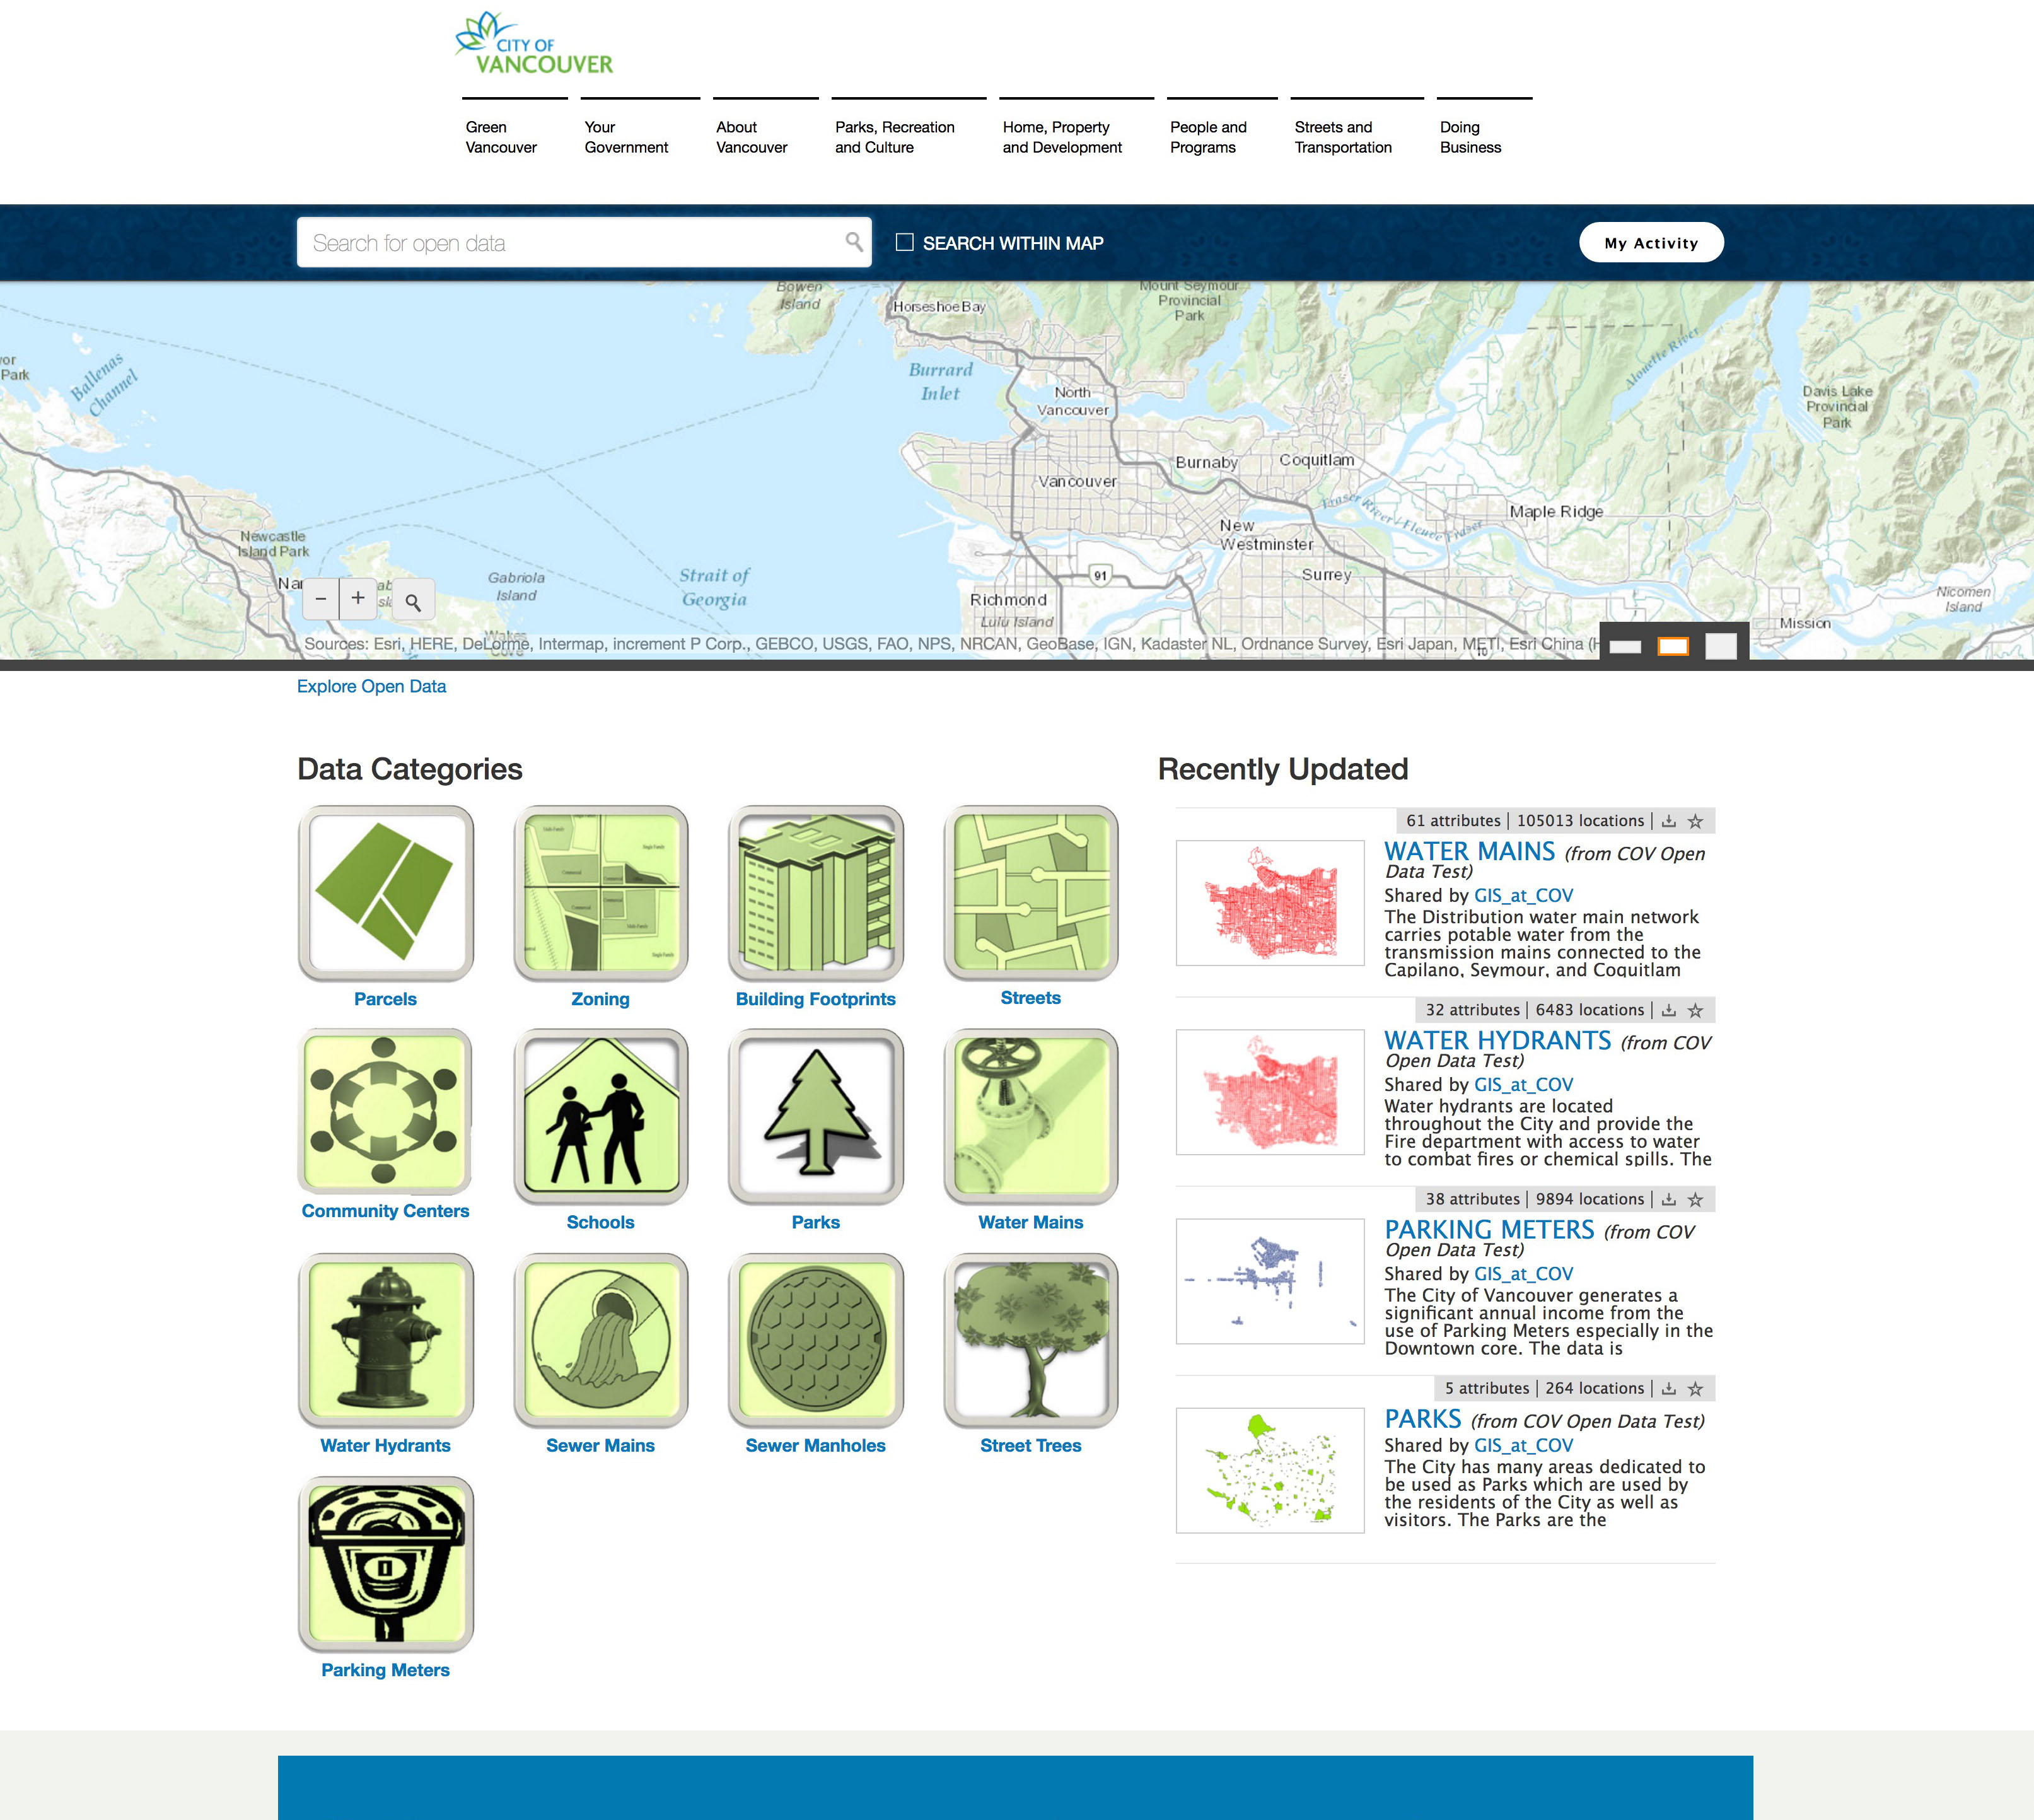 CITY OF
VANCOUVER
Green
Vancouver
Your
Government
About
Vancouver
Parks, Recreation
and Culture
Home, Property
and Development
People and
Programs
Streets and
Transportation
Doing
Business
Search for open data
SEARCH WITHIN MAP
My Activity
Bowen
Island
Horseshoe Bay
Mount Seymour
Provincial
Park
Park
Ballenas
Channel
Burrard
Inlet
North
Vancouver
Alouette River
Davis Lake
Provincial
Park
Burnaby
Coquitlam
Vancouver
Fraser River / Fleuve Fraser
Maple Ridge
New
Westminster
Newcastle
Island Park
Gabriola
Island
Strait of
Georgia
91
Surrey
Richmond
Lulu Island
Nicomen
Island
Mission
− +
Sources: Esri, HERE, DeLorme, Intermap, increment P Corp., GEBCO, USGS, FAO, NPS, NRCAN, GeoBase, IGN, Kadaster NL, Ordnance Survey, Esri Japan, METI, Esri China (H
Explore Open Data
Data Categories
Parcels
Zoning
Building Footprints
Streets
Community Centers
Schools
Parks
Water Mains
Water Hydrants
Sewer Mains
Sewer Manholes
Street Trees
Parking Meters
Recently Updated
61 attributes | 105013 locations |
WATER MAINS (from COV Open
Data Test)
Shared by GIS_at_COV
The Distribution water main network
carries potable water from the
transmission mains connected to the
Capilano, Seymour, and Coquitlam
32 attributes | 6483 locations |
WATER HYDRANTS (from COV
Open Data Test)
Shared by GIS_at_COV
Water hydrants are located
throughout the City and provide the
Fire department with access to water
to combat fires or chemical spills. The
38 attributes | 9894 locations |
PARKING METERS (from COV
Open Data Test)
Shared by GIS_at_COV
The City of Vancouver generates a
significant annual income from the
use of Parking Meters especially in the
Downtown core. The data is
5 attributes | 264 locations |
PARKS (from COV Open Data Test)
Shared by GIS_at_COV
The City has many areas dedicated to
be used as Parks which are used by
the residents of the City as well as
visitors. The Parks are the